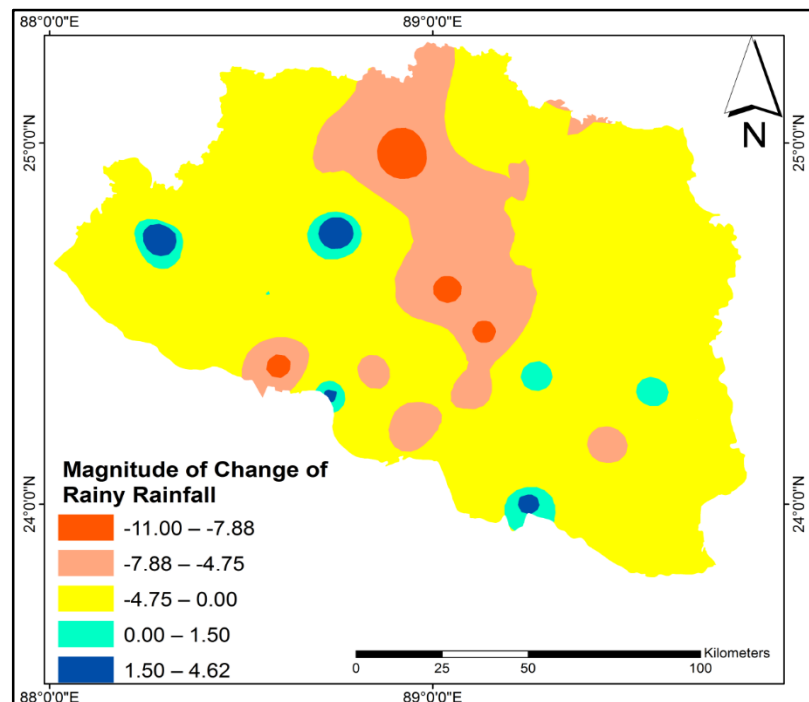 88°0'0"E
89°0'0"E
N
25°0'0"N
25°0'0"N
24°0'0"N
24°0'0"N
Magnitude of Change of
Rainy Rainfall
-11.00 – -7.88
-7.88 – -4.75
-4.75 – 0.00
0.00 – 1.50
1.50 – 4.62
Kilometers
0 25 50 100
88°0'0"E
89°0'0"E